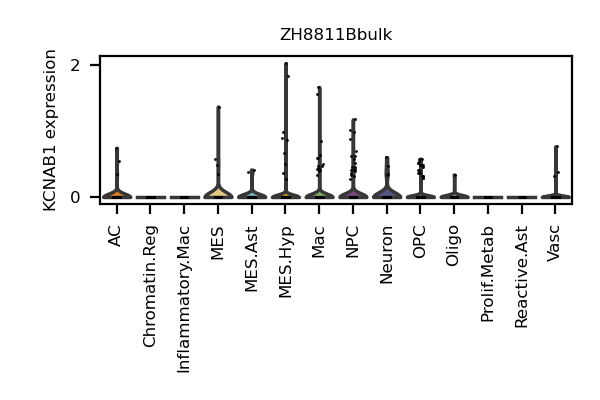 ZH8811Bbulk
KCNAB1 expression
2
0
AC
Chromatin.Reg
Inflammatory.Mac
MES
MES.Ast
MES.Hyp
Mac
NPC
Neuron
OPC
Oligo
Prolif.Metab
Reactive.Ast
Vasc